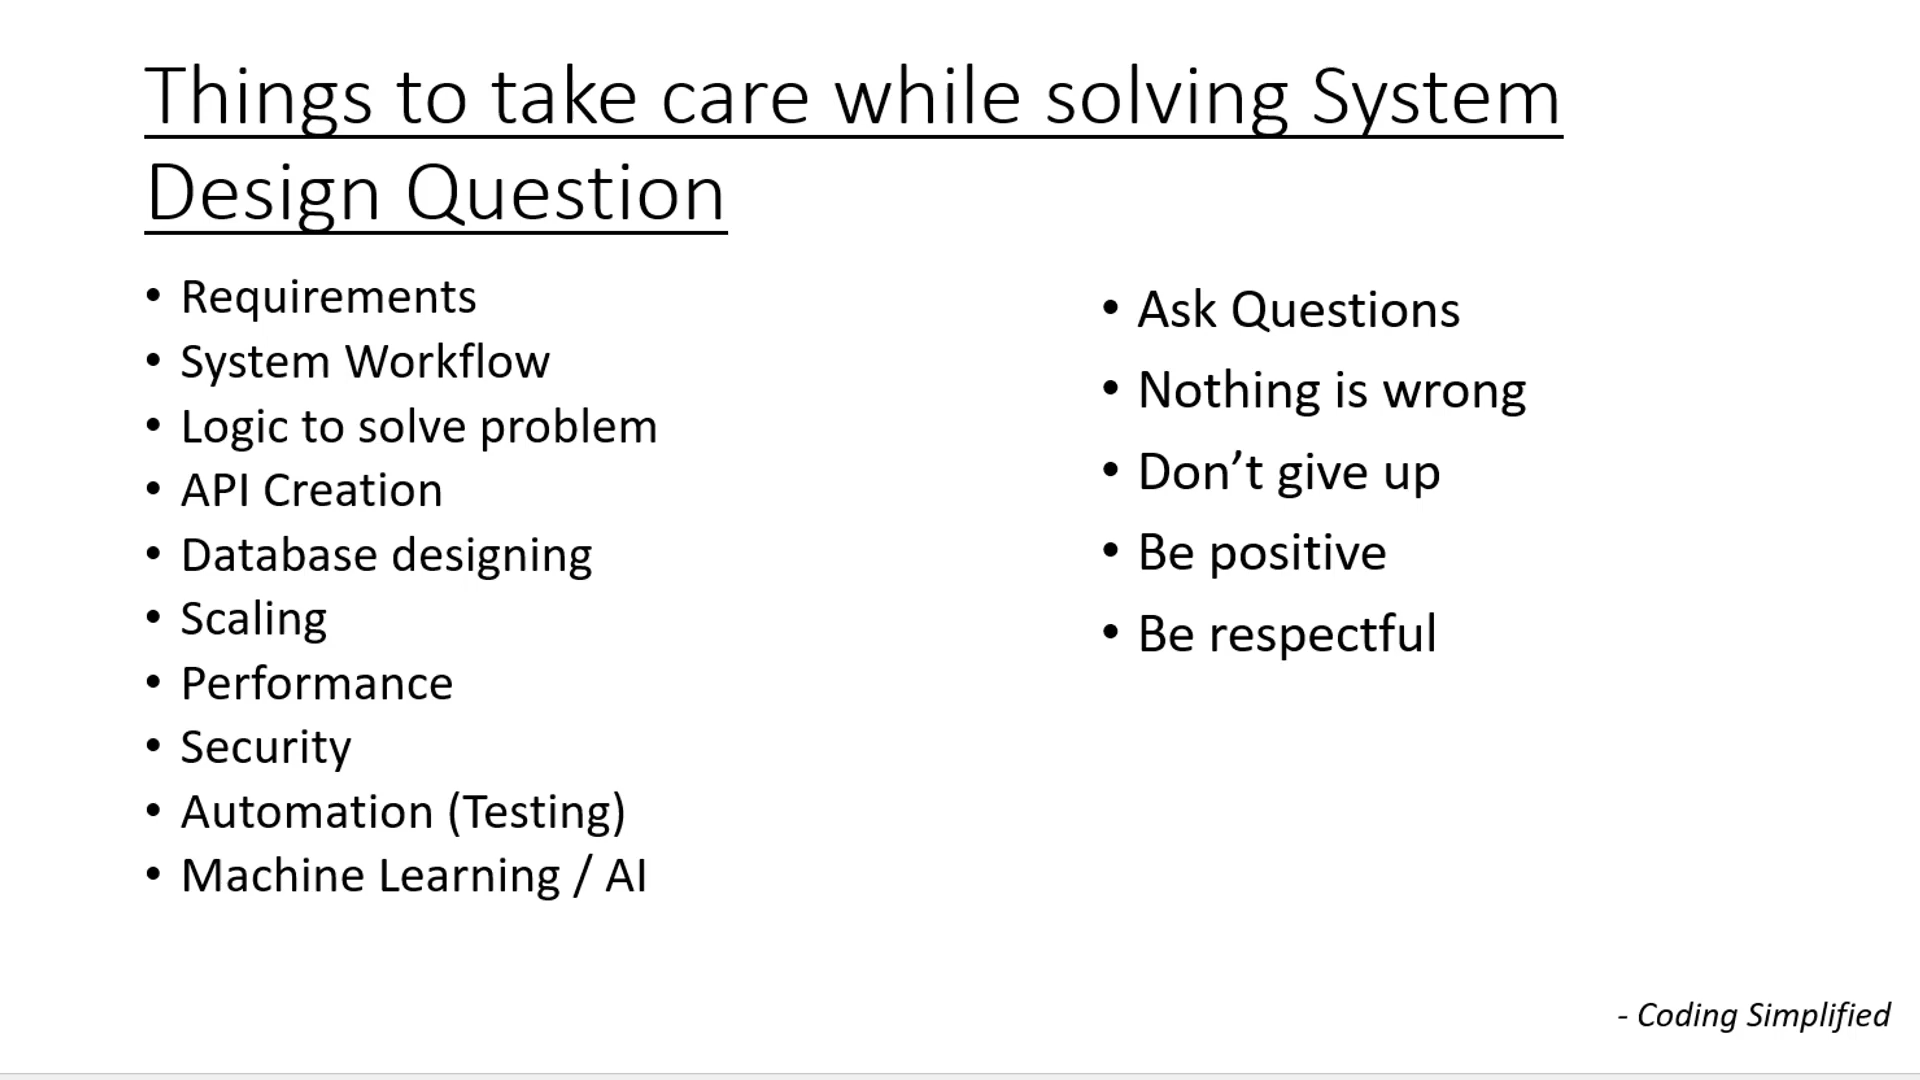 Things to take care while solving System
Design Question
• Requirements
• System Workflow
• Logic to solve problem
• API Creation
• Database designing
• Scaling
• Performance
• Security
• Automation (Testing)
• Machine Learning / AI
• Ask Questions
• Nothing is wrong
• Don’t give up
• Be positive
• Be respectful
- Coding Simplified